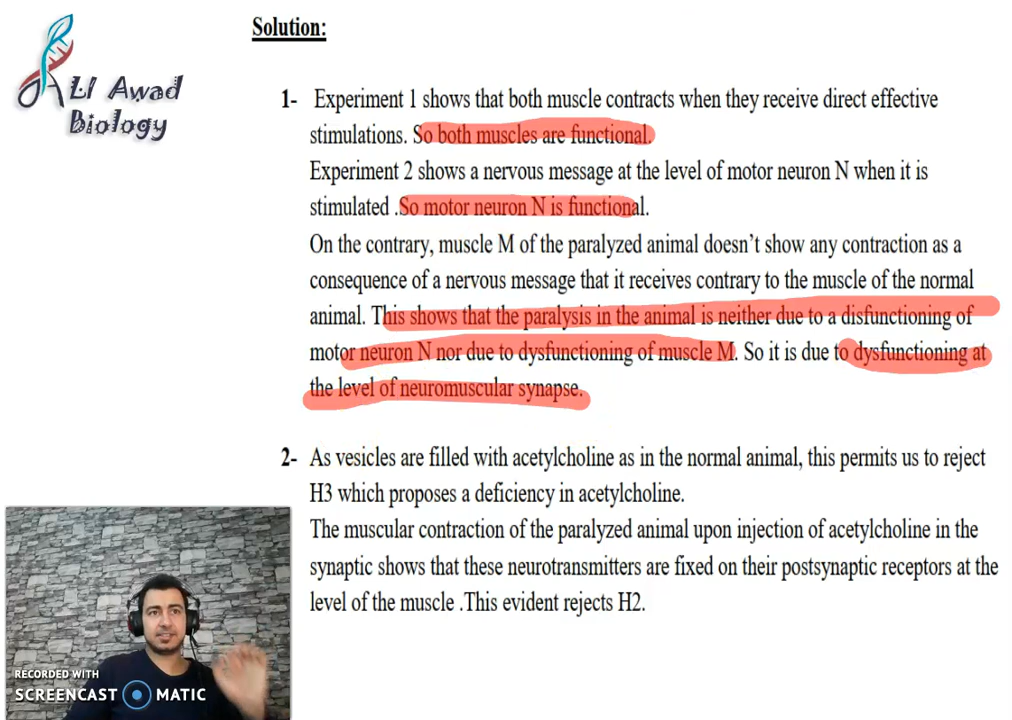 Solution:
ALI Awad
Biology
1- Experiment 1 shows that both muscle contracts when they receive direct effective
stimulations. So both muscles are functional.
Experiment 2 shows a nervous message at the level of motor neuron N when it is
stimulated .So motor neuron N is functional.
On the contrary, muscle M of the paralyzed animal doesn't show any contraction as a
consequence of a nervous message that it receives contrary to the muscle of the normal
animal. This shows that the paralysis in the animal is neither due to a disfunctioning of
motor neuron N nor due to dysfunctioning of muscle M. So it is due to dysfunctioning at
the level of neuromuscular synapse.
2- As vesicles are filled with acetylcholine as in the normal animal, this permits us to reject
H3 which proposes a deficiency in acetylcholine.
The muscular contraction of the paralyzed animal upon injection of acetylcholine in the
synaptic shows that these neurotransmitters are fixed on their postsynaptic receptors at the
level of the muscle .This evident rejects H2.
RECORDED WITH
SCREENCAST MATIC